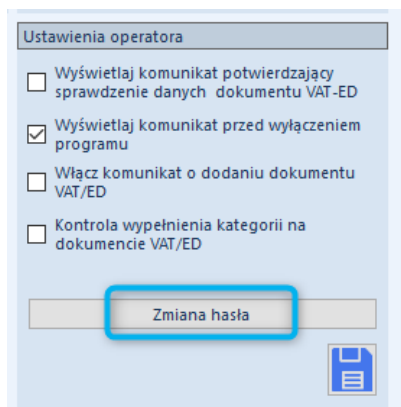 Ustawienia operatora
Wyświetlaj komunikat potwierdzający
sprawdzenie danych dokumentu VAT-ED
Wyświetlaj komunikat przed wyłączeniem
programu
Włącz komunikat o dodaniu dokumentu
VAT/ED
Kontrola wypełnienia kategorii na
dokumencie VAT/ED
Zmiana hasła